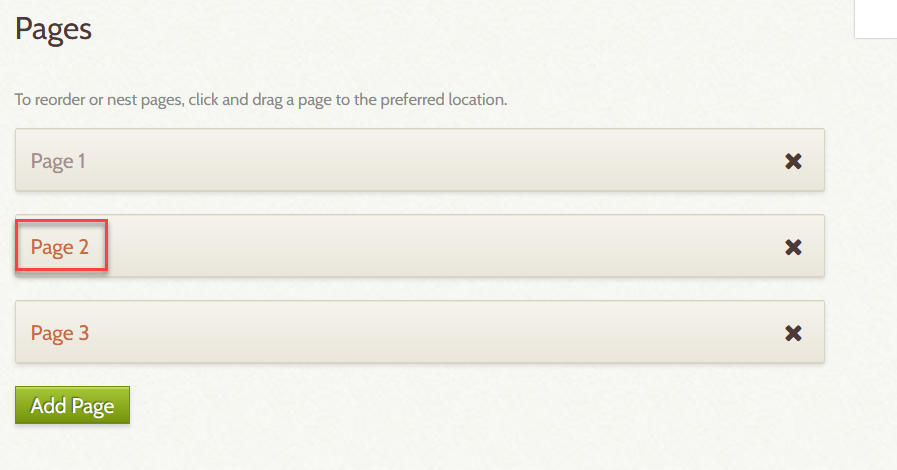 Pages
To reorder or nest pages, click and drag a page to the preferred location.
Page 1
Page 2
Page 3
Add Page